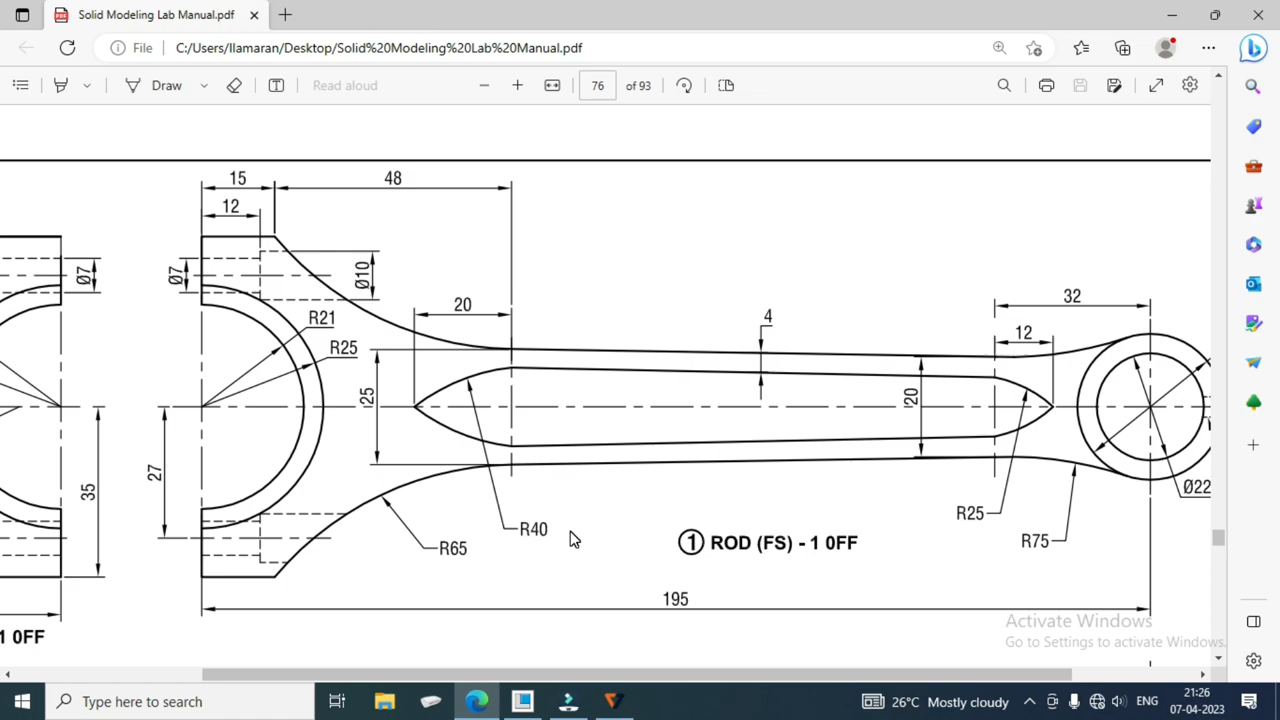 Solid Modeling Lab Manual.pdf
File
C:/Users/llamaran/Desktop/Solid%20Modeling%20Lab%20Manual.pdf
Draw
Read aloud
76
of 93
15
48
12
Ø7
Ø7
Ø10
20
R21
R25
4
32
12
25
20
27
35
R40
R65
R25
R75
Ø22
1 ROD (FS) - 1 0FF
195
1 0FF
Activate Windows
Go to Settings to activate Windows.
Type here to search
26°C Mostly cloudy
ENG
21:26
07-04-2023